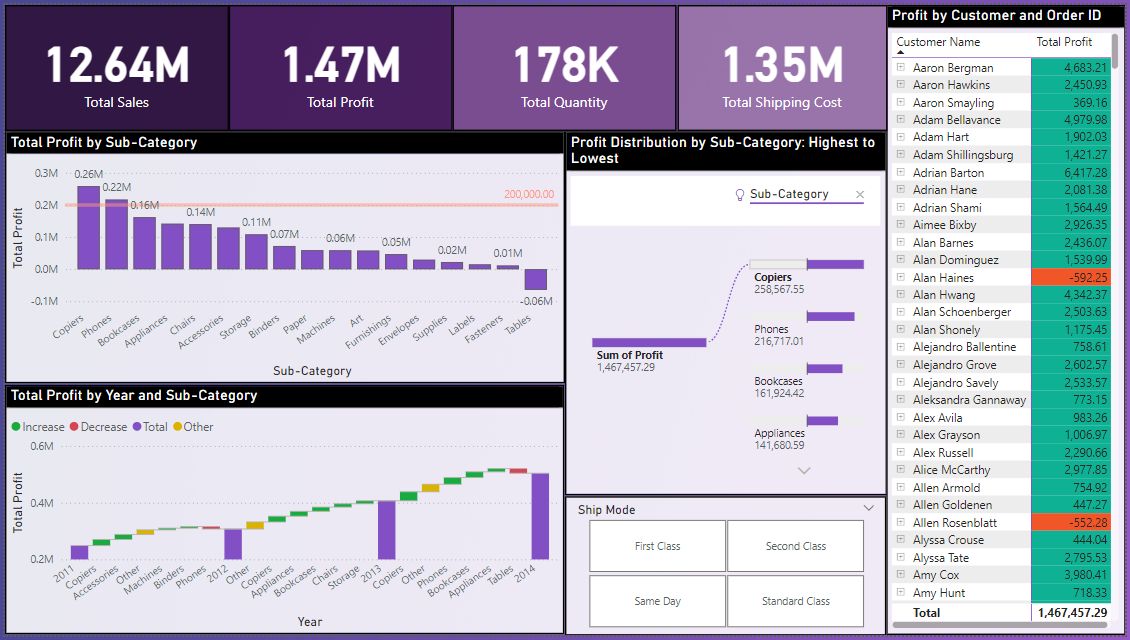 12.64M
Total Sales
1.47M
Total Profit
178K
Total Quantity
1.35M
Total Shipping Cost
Total Profit by Sub-Category
Total Profit
0.3M
0.2M
0.1M
0.0M
-0.1M
0.26M
0.22M
0.16M
0.14M
0.11M
0.07M
0.06M
0.05M
0.02M
0.01M
-0.06M
200,000.00
Copiers
Phones
Bookcases
Appliances
Chairs
Accessories
Storage
Binders
Paper
Machines
Art
Furnishings
Envelopes
Supplies
Labels
Fasteners
Tables
Sub-Category
Profit Distribution by Sub-Category: Highest to
Lowest
Sub-Category
Sum of Profit
1,467,457.29
Copiers
258,567.55
Phones
216,717.01
Bookcases
161,924.42
Appliances
141,680.59
Total Profit by Year and Sub-Category
Increase Decrease Total Other
Total Profit
0.6M
0.4M
0.2M
2011
Copiers
Accessories
Other
Machines
Binders
Phones
2012
Other
Copiers
Appliances
Bookcases
Chairs
Storage
2013
Copiers
Other
Phones
Bookcases
Appliances
Tables
2014
Year
Ship Mode
First Class
Second Class
Same Day
Standard Class
Profit by Customer and Order ID
Customer Name Total Profit
Aaron Bergman 4,683.21
Aaron Hawkins 2,450.93
Aaron Smayling 369.16
Adam Bellavance 4,979.98
Adam Hart 1,902.03
Adam Shillingsburg 1,421.27
Adrian Barton 6,417.28
Adrian Hane 2,081.38
Adrian Shami 1,564.49
Aimee Bixby 2,926.35
Alan Barnes 2,436.07
Alan Dominguez 1,539.99
Alan Haines -592.25
Alan Hwang 4,342.37
Alan Schoenberger 2,503.63
Alan Shonely 1,175.45
Alejandro Ballentine 758.61
Alejandro Grove 2,602.57
Alejandro Savely 2,533.57
Aleksandra Gannaway 773.15
Alex Avila 983.26
Alex Grayson 1,006.97
Alex Russell 2,290.66
Alice McCarthy 2,977.85
Allen Arnold 754.92
Allen Goldenen 447.27
Allen Rosenblatt -552.28
Alyssa Crouse 444.04
Alyssa Tate 2,795.53
Amy Cox 3,980.41
Amy Hunt 718.33
Total 1,467,457.29